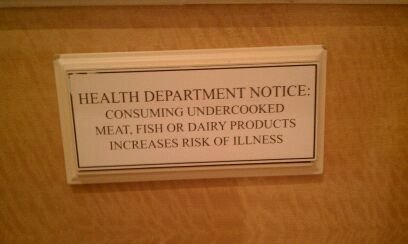 HEALTH DEPARTMENT NOTICE:
CONSUMING UNDERCOOKED
MEAT, FISH OR DAIRY PRODUCTS
INCREASES RISK OF ILLNESS